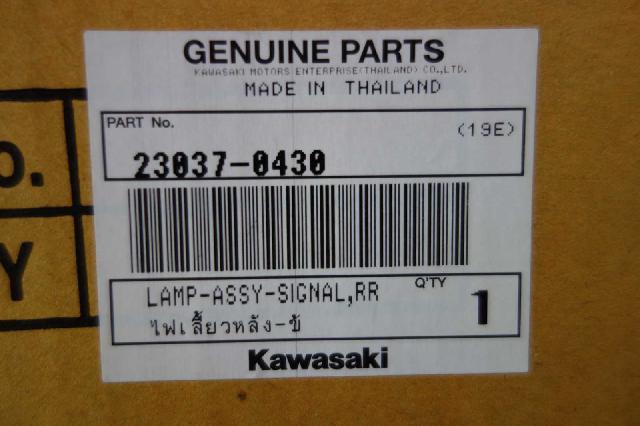 GENUINE PARTS
KAWASAKI MOTORS ENTERPRISE(THAILAND) CO.,LTD.
MADE IN THAILAND
PART No.
(19E)
23037-0430
LAMP-ASSY-SIGNAL,RR
Q'TY
1
ไฟเลี้ยวหลัง-ข้
Kawasaki
O.
Y